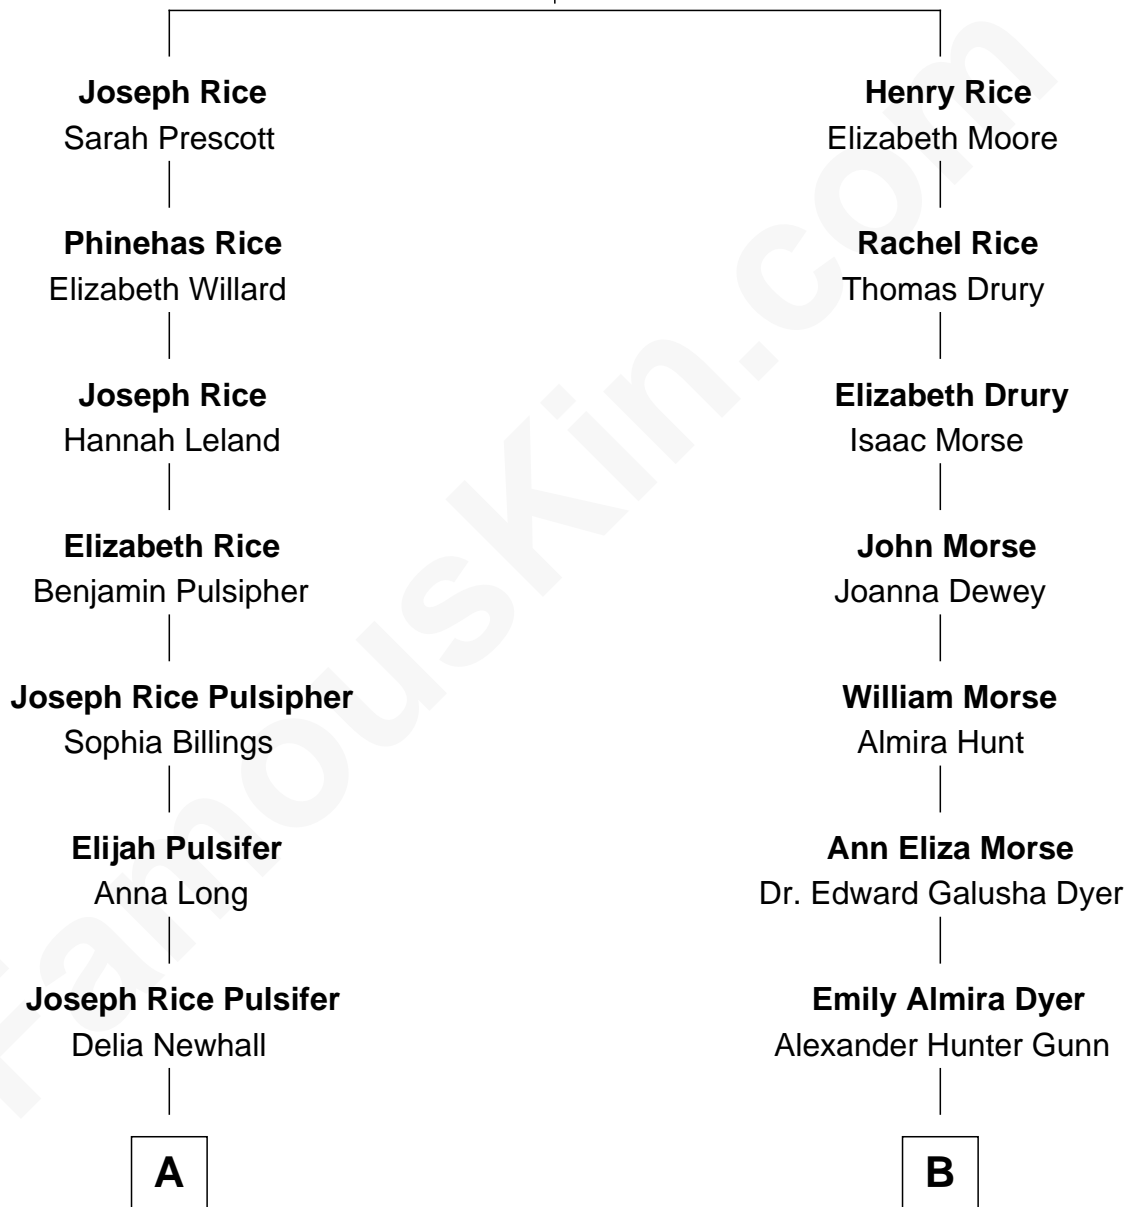 Joseph Rice
Sarah Prescott
Phinehas Rice
Elizabeth Willard
Joseph Rice
Hannah Leland
Elizabeth Rice
Benjamin Pulsipher
Joseph Rice Pulsipher
Sophia Billings
Elijah Pulsifer
Anna Long
Joseph Rice Pulsifer
Delia Newhall
A
Henry Rice
Elizabeth Moore
Rachel Rice
Thomas Drury
Elizabeth Drury
Isaac Morse
John Morse
Joanna Dewey
William Morse
Almira Hunt
Ann Eliza Morse
Dr. Edward Galusha Dyer
Emily Almira Dyer
Alexander Hunter Gunn
B
FamousKin.com